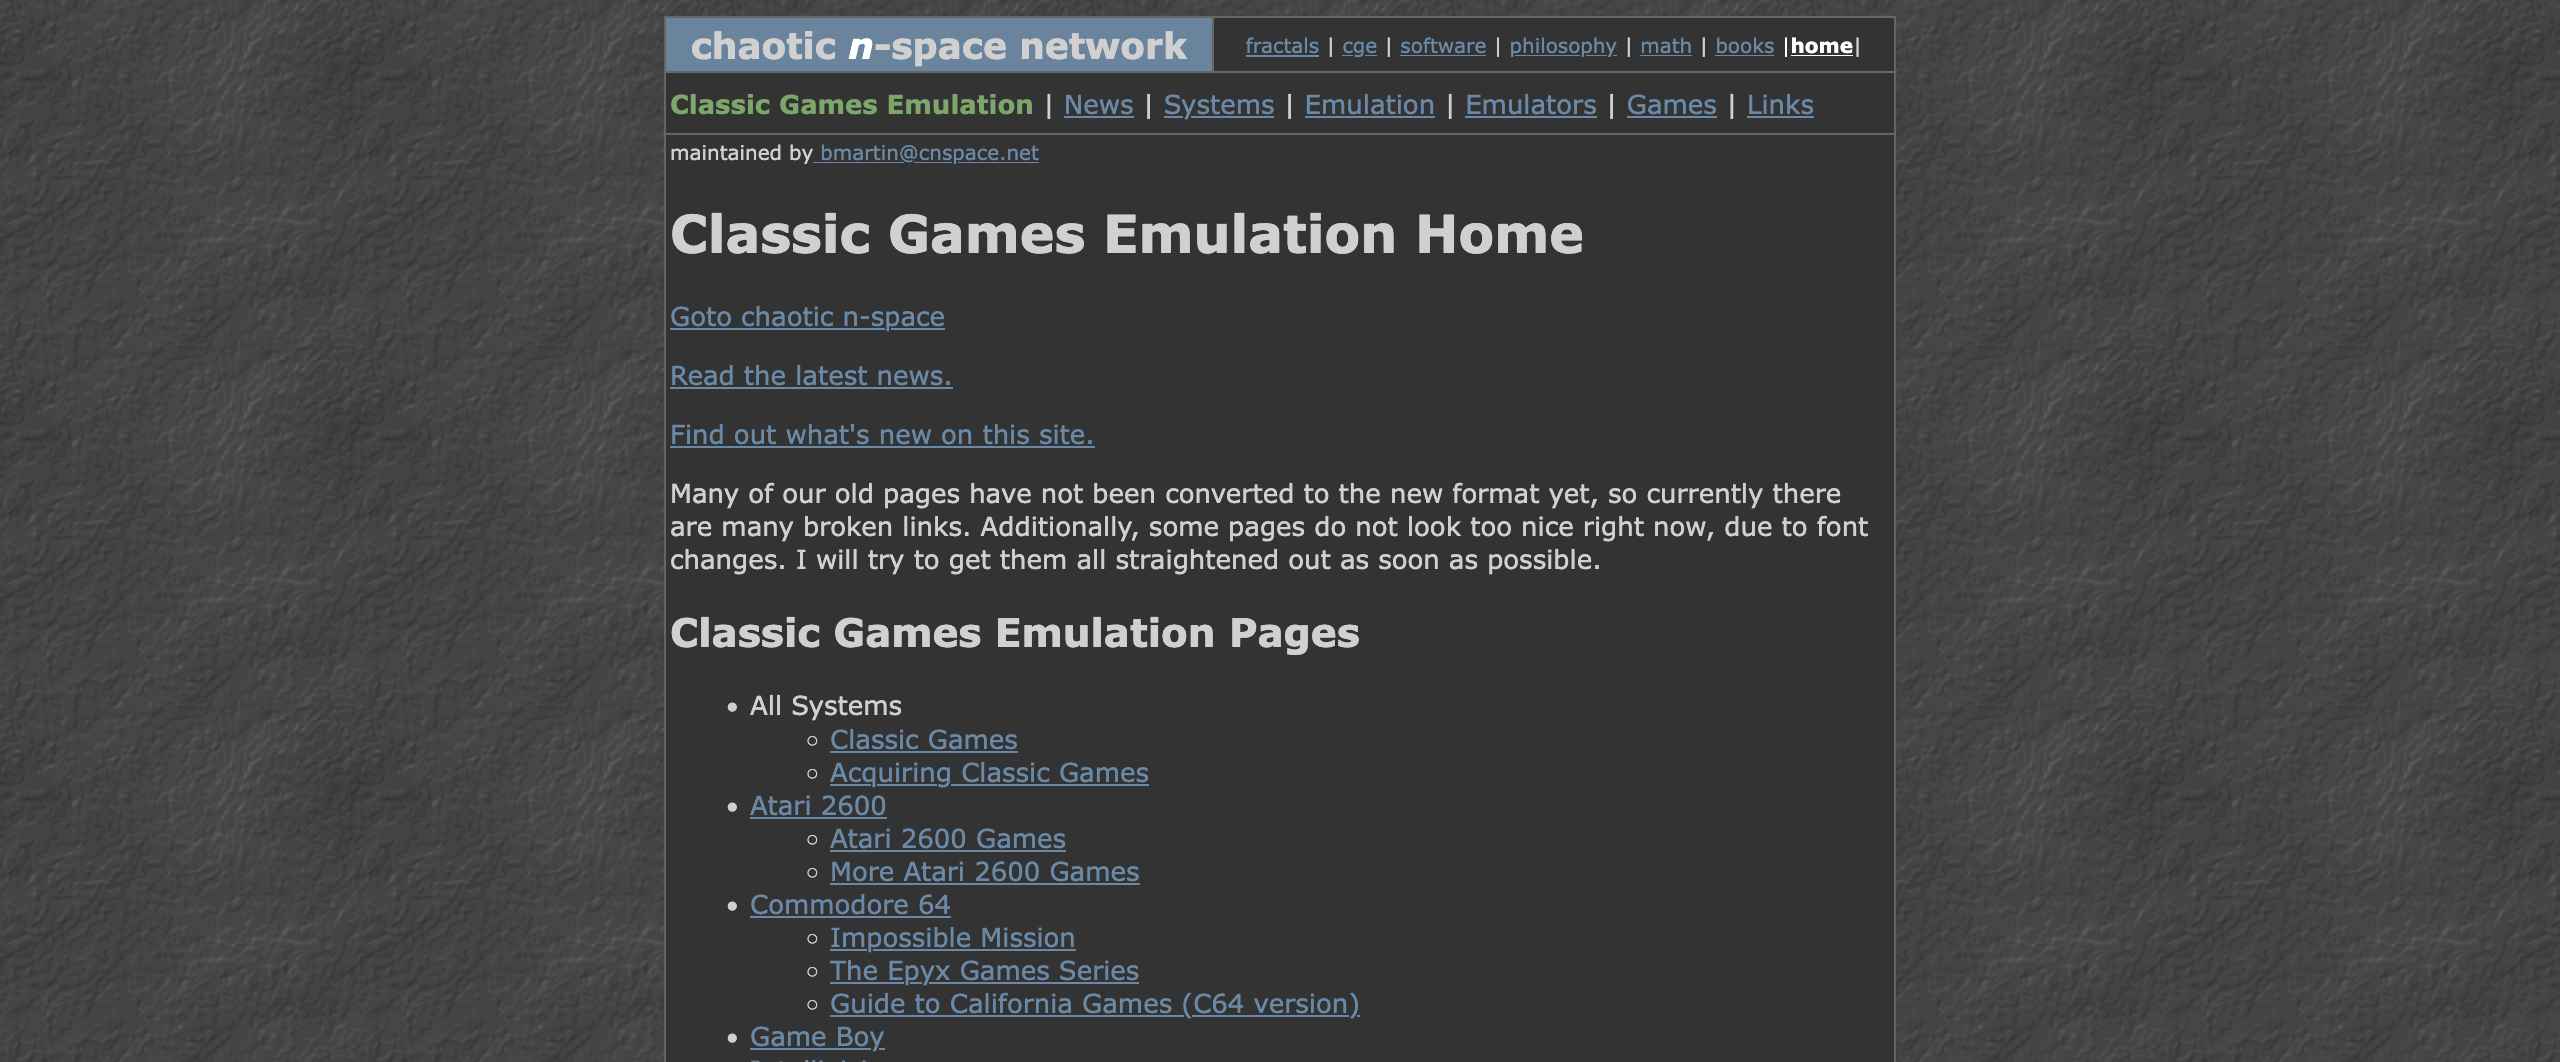 chaotic n-space network
fractals | cge | software | philosophy | math | books |home|
Classic Games Emulation | News | Systems | Emulation | Emulators | Games | Links
maintained by bmartin@cnspace.net
Classic Games Emulation Home
Goto chaotic n-space
Read the latest news.
Find out what's new on this site.
Many of our old pages have not been converted to the new format yet, so currently there
are many broken links. Additionally, some pages do not look too nice right now, due to font
changes. I will try to get them all straightened out as soon as possible.
Classic Games Emulation Pages
All Systems
Classic Games
Acquiring Classic Games
Atari 2600
Atari 2600 Games
More Atari 2600 Games
Commodore 64
Impossible Mission
The Epyx Games Series
Guide to California Games (C64 version)
Game Boy